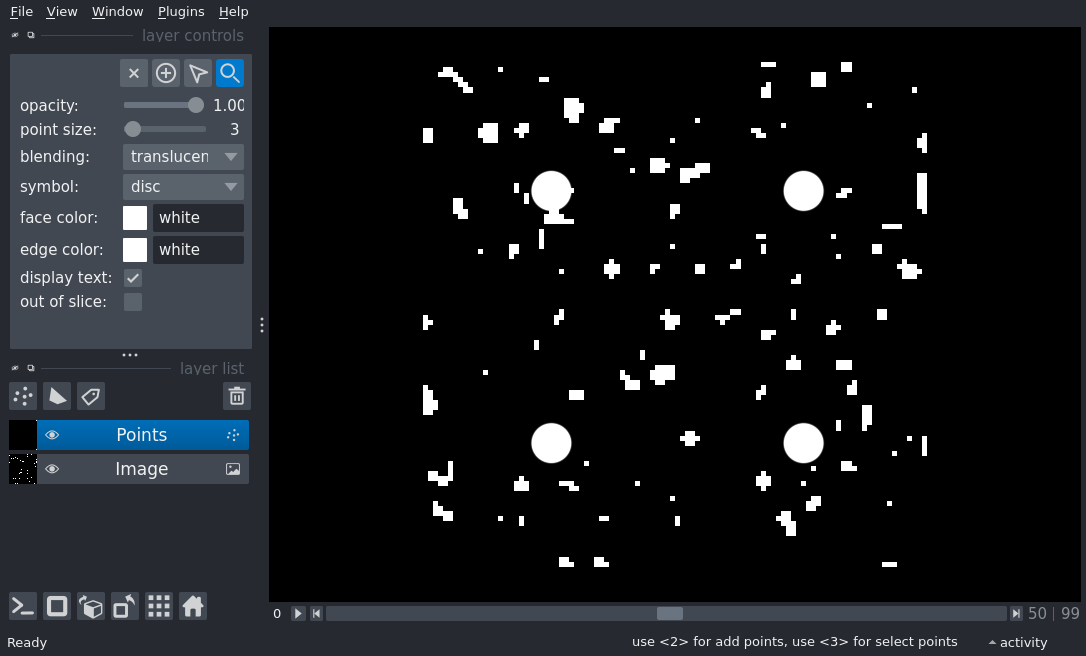 File View Window Plugins Help
layer controls
opacity: 1.00
point size: 3
blending: translucen
symbol: disc
face color: white
edge color: white
display text:
out of slice:
layer list
Points
Image
0 50 | 99
Ready use <2> for add points, use <3> for select points activity